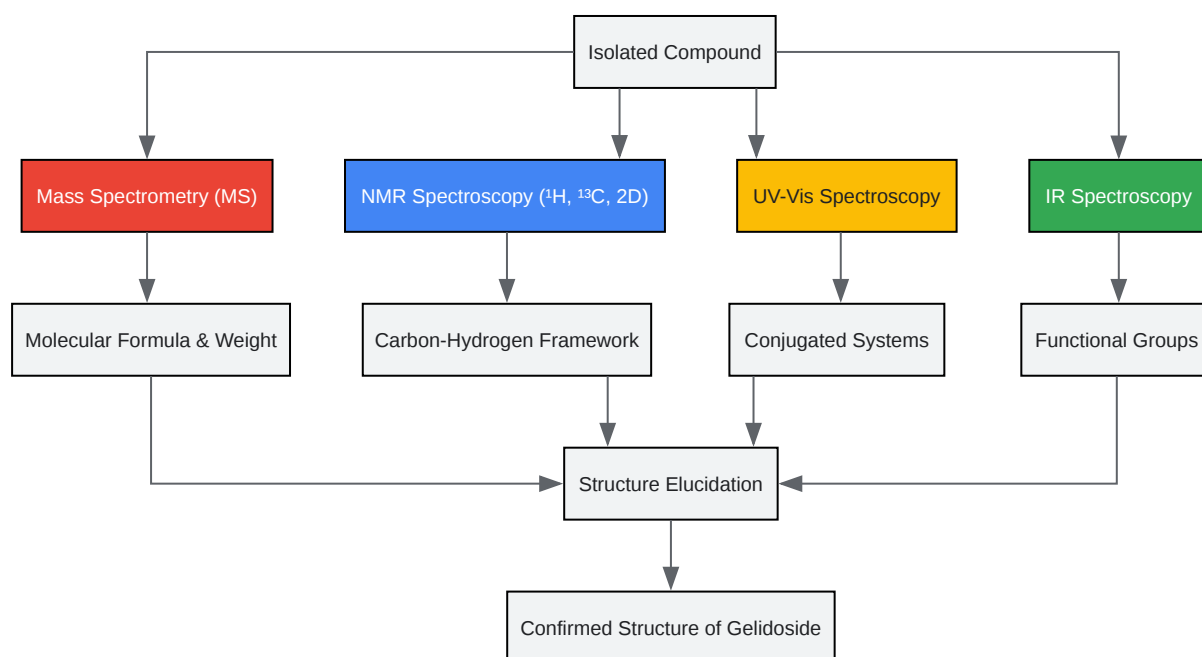 Isolated Compound
Mass Spectrometry (MS)
NMR Spectroscopy (¹H, ¹³C, 2D)
UV-Vis Spectroscopy
IR Spectroscopy
Molecular Formula & Weight
Carbon-Hydrogen Framework
Conjugated Systems
Functional Groups
Structure Elucidation
Confirmed Structure of Gelidoside